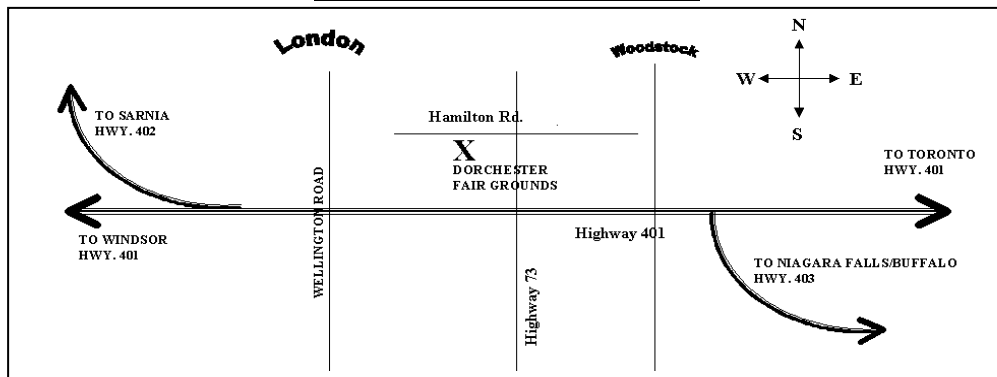 London
Woodstock
N
W
E
S
TO SARNIA
HWY. 402
Hamilton Rd.
X
DORCHESTER
FAIR GROUNDS
TO TORONTO
HWY. 401
WELLINGTON ROAD
TO WINDSOR
HWY. 401
Highway 401
Highway 73
TO NIAGARA FALLS/BUFFALO
HWY. 403